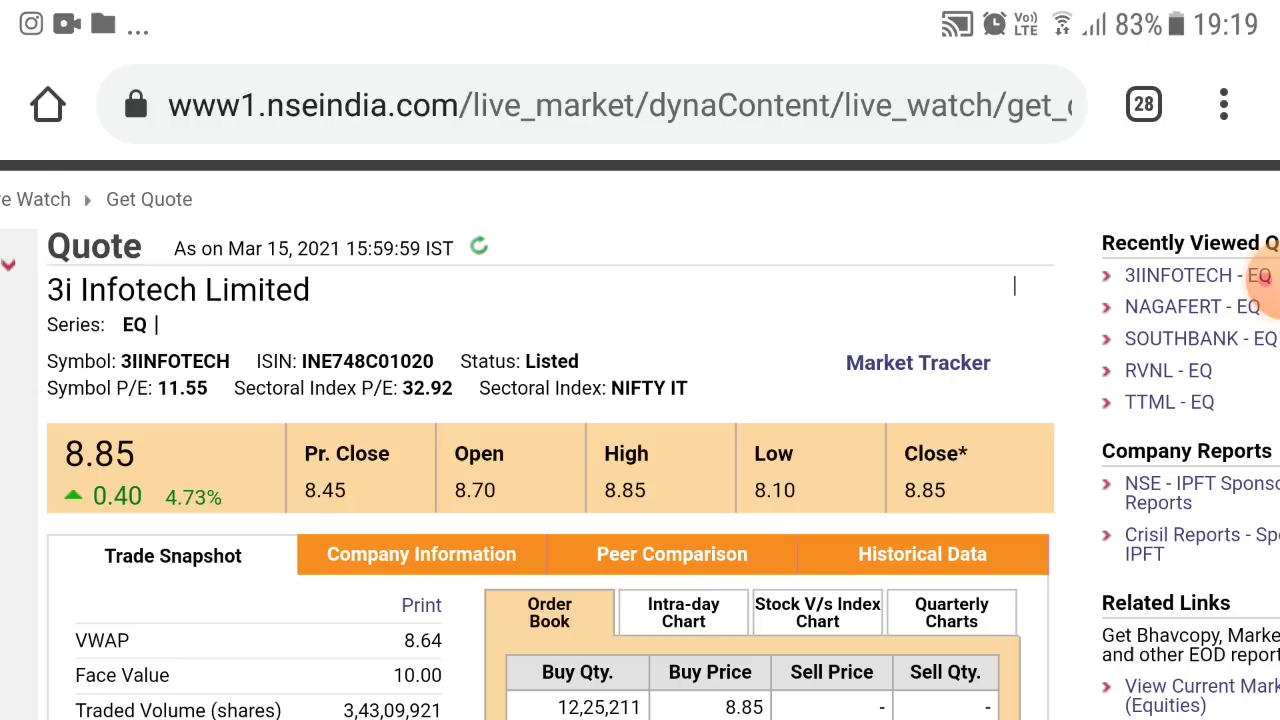 ...
Vo)) LTE 83% 19:19
www1.nseindia.com/live_market/dynaContent/live_watch/get_
28
Watch Get Quote
Quote As on Mar 15, 2021 15:59:59 IST
3i Infotech Limited
Series: EQ |
Symbol: 3IINFOTECH ISIN: INE748C01020 Status: Listed
Symbol P/E: 11.55 Sectoral Index P/E: 32.92 Sectoral Index: NIFTY IT
Market Tracker
|
8.85 Pr. Close Open High Low Close*
0.40 4.73% 8.45 8.70 8.85 8.10 8.85
Trade Snapshot Company Information Peer Comparison Historical Data
Print
VWAP 8.64
Face Value 10.00
Traded Volume (shares) 3,43,09,921
Order Book
Intra-day Chart
Stock V/s Index Chart
Quarterly Charts
Buy Qty. Buy Price Sell Price Sell Qty.
12,25,211 8.85 - -
Recently Viewed Q
3IINFOTECH - EQ
NAGAFERT - EQ
SOUTHBANK - EQ
RVNL - EQ
TTML - EQ
Company Reports
NSE - IPFT Sponso
Reports
Crisil Reports - Sp
IPFT
Related Links
Get Bhavcopy, Marke
and other EOD report
View Current Mark
(Equities)